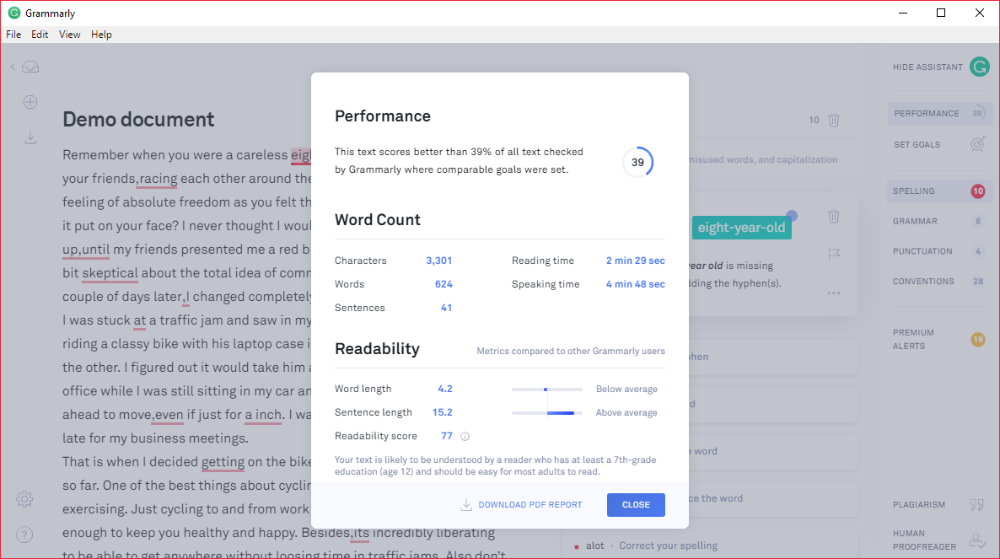 Grammarly
File Edit View Help
HIDE ASSISTANT
Demo document
Remember when you were a careless
your friends,racing each other around the
feeling of absolute freedom as you felt th
it put on your face? I never thought I
up,until my friends presented me a red b
bit skeptical about the total idea of
couple of days later,I changed completely
I was stuck at a traffic jam and saw in my
riding a classy bike with his laptop case i
the other. I figured out it would take him a
office while I was still sitting in my car an
ahead to move,even if just for a inch. I wa
late for my business meetings.
That is when I decided getting on the bike
so far. One of the best things about
exercising. Just cycling to and from work
enough to keep you healthy and happy. Besides,its incredibly liberating
to be able to get anywhere without loosing time in traffic jams. Also don't
Performance
This text scores better than 39% of all text checked
by Grammarly where comparable goals were set.
39
Word Count
Characters 3,301 Reading time 2 min 29 sec
Words 624 Speaking time 4 min 48 sec
Sentences 41
Readability Metrics compared to other Grammarly users
Word length 4.2 Below average
Sentence length 15.2 Above average
Readability score 77
Your text is likely to be understood by a reader who has at least a 7th-grade
education (age 12) and should be easy for most adults to read.
DOWNLOAD PDF REPORT CLOSE
10
misused words, and capitalization
eight-year-old
year old is missing
dding the hyphen(s).
the word
alot · Correct your spelling
PERFORMANCE 39
SET GOALS
SPELLING 10
GRAMMAR 8
PUNCTUATION 4
CONVENTIONS 28
PREMIUM
ALERTS 19
PLAGIARISM
HUMAN
PROOFREADER